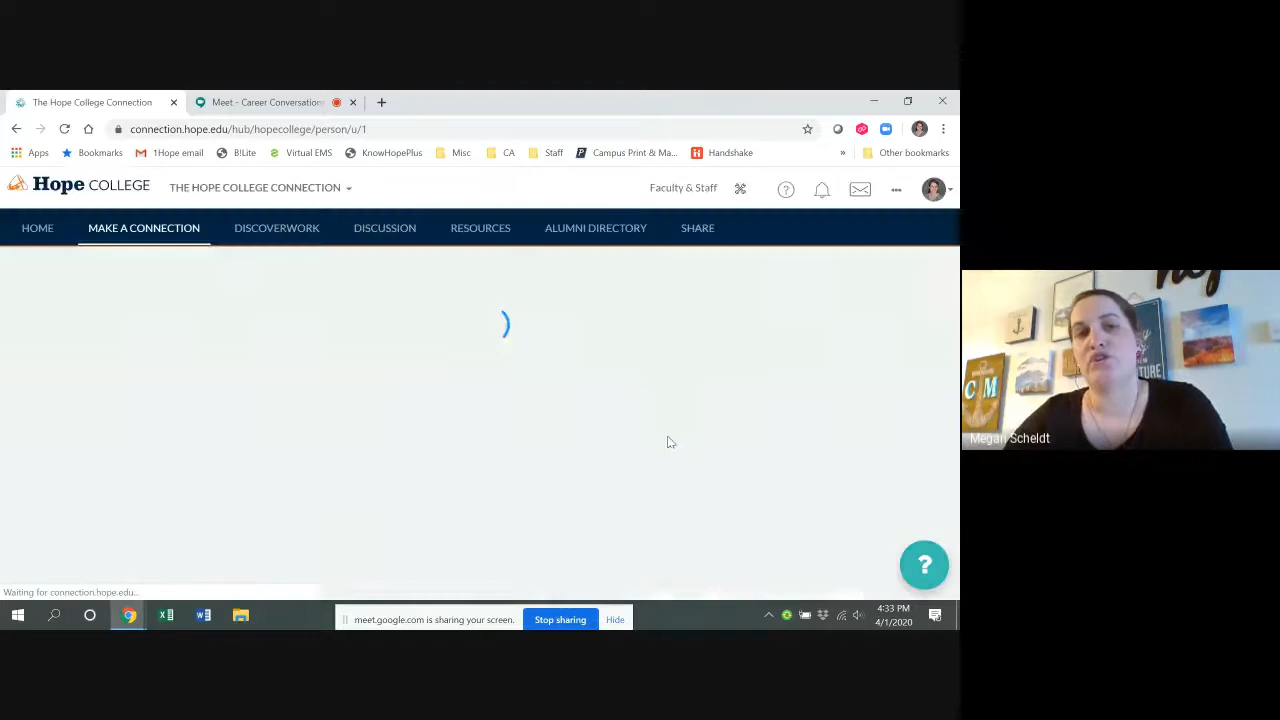 The Hope College Connection
Meet - Career Conversations
connection.hope.edu/hub/hopecollege/person/u/1
Apps Bookmarks 1Hope email B!Lite Virtual EMS KnowHopePlus Misc CA Staff Campus Print & Ma... Handshake » Other bookmarks
Hope COLLEGE THE HOPE COLLEGE CONNECTION Faculty & Staff
HOME MAKE A CONNECTION DISCOVERWORK DISCUSSION RESOURCES ALUMNI DIRECTORY SHARE
C M
Megan Scheldt
?
Waiting for connection.hope.edu...
meet.google.com is sharing your screen. Stop sharing Hide
4:33 PM
4/1/2020